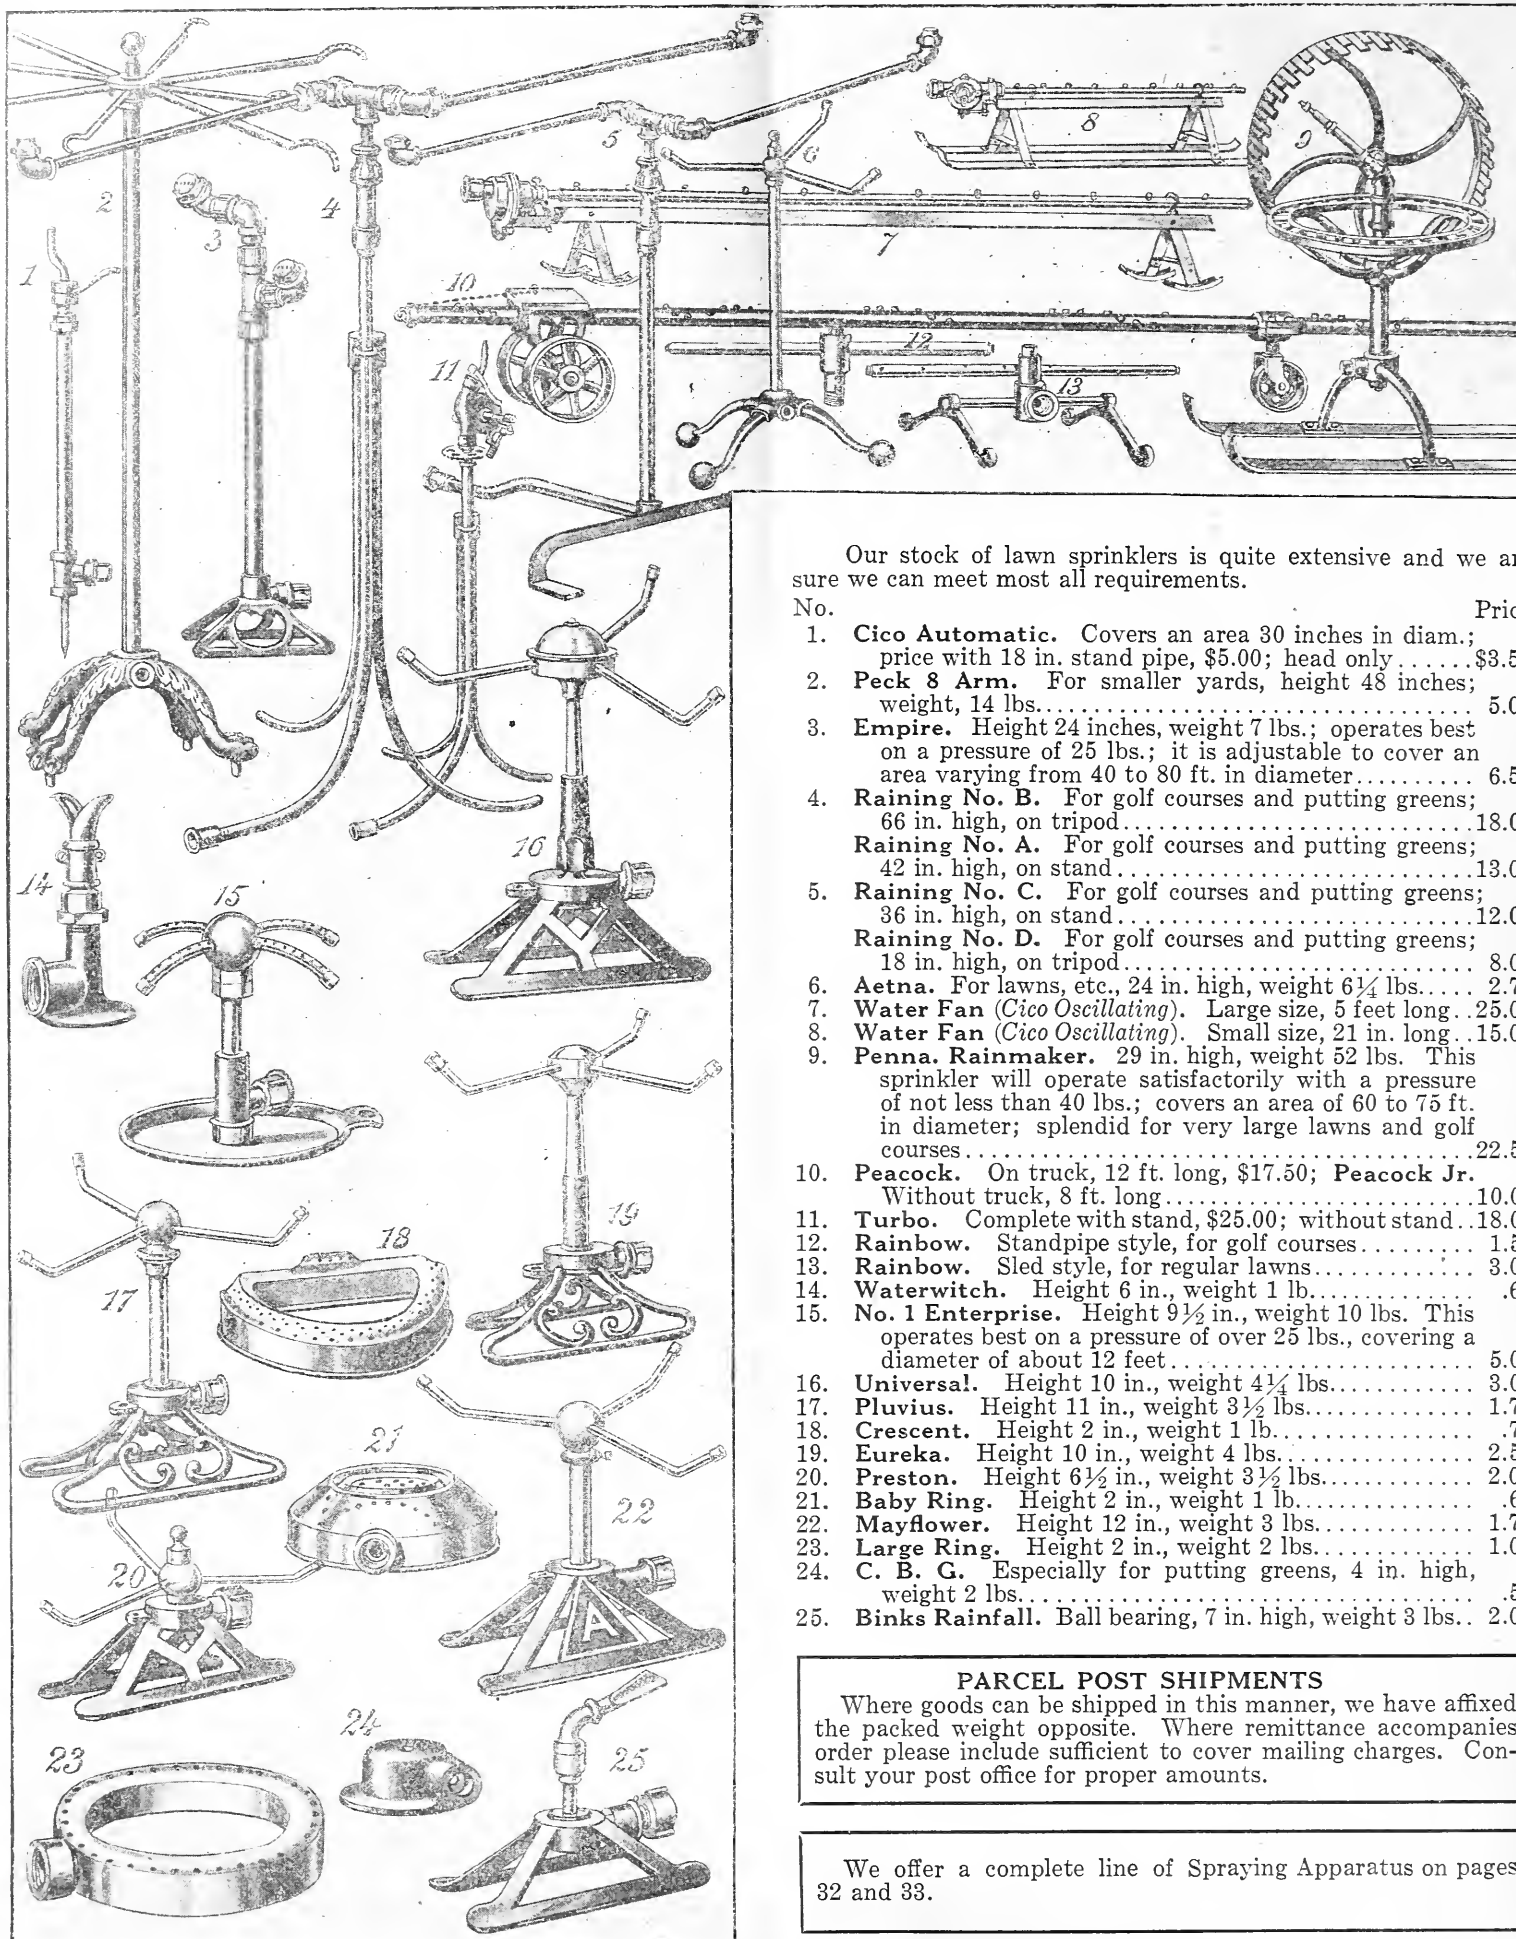 1
2
3
4
5
6
7
8
9
10
11
12
13
14
15
16
17
18
19
20
21
22
A
23
24
25
Our stock of lawn sprinklers is quite extensive and we
sure we can meet most all requirements.
No.
1. Cico Automatic. Covers an area 30 inches in diam.;
price with 18 in. stand pipe, $5.00; head only......$3.5
2. Peck 8 Arm. For smaller yards, height 48 inches;
weight, 14 lbs.................................. 5.0
3. Empire. Height 24 inches, weight 7 lbs.; operates best
on a pressure of 25 lbs.; it is adjustable to cover an
area varying from 40 to 80 ft. in diameter.......... 6.5
4. Raining No. B. For golf courses and putting greens;
66 in. high, on tripod............................18.0
Raining No. A. For golf courses and putting greens;
42 in. high, on stand.............................13.0
5. Raining No. C. For golf courses and putting greens;
36 in. high, on stand.............................12.0
Raining No. D. For golf courses and putting greens;
18 in. high, on tripod............................ 8.0
6. Aetna. For lawns, etc., 24 in. high, weight 6¼ lbs..... 2.7
7. Water Fan (Cico Oscillating). Large size, 5 feet long..25.0
8. Water Fan (Cico Oscillating). Small size, 21 in. long..15.0
9. Penna. Rainmaker. 29 in. high, weight 52 lbs. This
sprinkler will operate satisfactorily with a pressure
of not less than 40 lbs.; covers an area of 60 to 75 ft.
in diameter; splendid for very large lawns and golf
courses..........................................22.5
10. Peacock. On truck, 12 ft. long, $17.50; Peacock Jr.
Without truck, 8 ft. long.........................10.0
11. Turbo. Complete with stand, $25.00; without stand..18.0
12. Rainbow. Standpipe style, for golf courses......... 1.5
13. Rainbow. Sled style, for regular lawns............. 3.0
14. Waterwitch. Height 6 in., weight 1 lb.............. .6
15. No. 1 Enterprise. Height 9½ in., weight 10 lbs. This
operates best on a pressure of over 25 lbs., covering a
diameter of about 12 feet......................... 5.0
16. Universal. Height 10 in., weight 4¼ lbs............ 3.0
17. Pluvius. Height 11 in., weight 3½ lbs.............. 1.7
18. Crescent. Height 2 in., weight 1 lb................ .7
19. Eureka. Height 10 in., weight 4 lbs................ 2.5
20. Preston. Height 6½ in., weight 3½ lbs............. 2.0
21. Baby Ring. Height 2 in., weight 1 lb............... .6
22. Mayflower. Height 12 in., weight 3 lbs............. 1.7
23. Large Ring. Height 2 in., weight 2 lbs............. 1.0
24. C. B. G. Especially for putting greens, 4 in. high,
weight 2 lbs..................................... .5
25. Binks Rainfall. Ball bearing, 7 in. high, weight 3 lbs.. 2.0
PARCEL POST SHIPMENTS
Where goods can be shipped in this manner, we have affixed
the packed weight opposite. Where remittance accompanies
order please include sufficient to cover mailing charges. Con-
sult your post office for proper amounts.
We offer a complete line of Spraying Apparatus on pages
32 and 33.